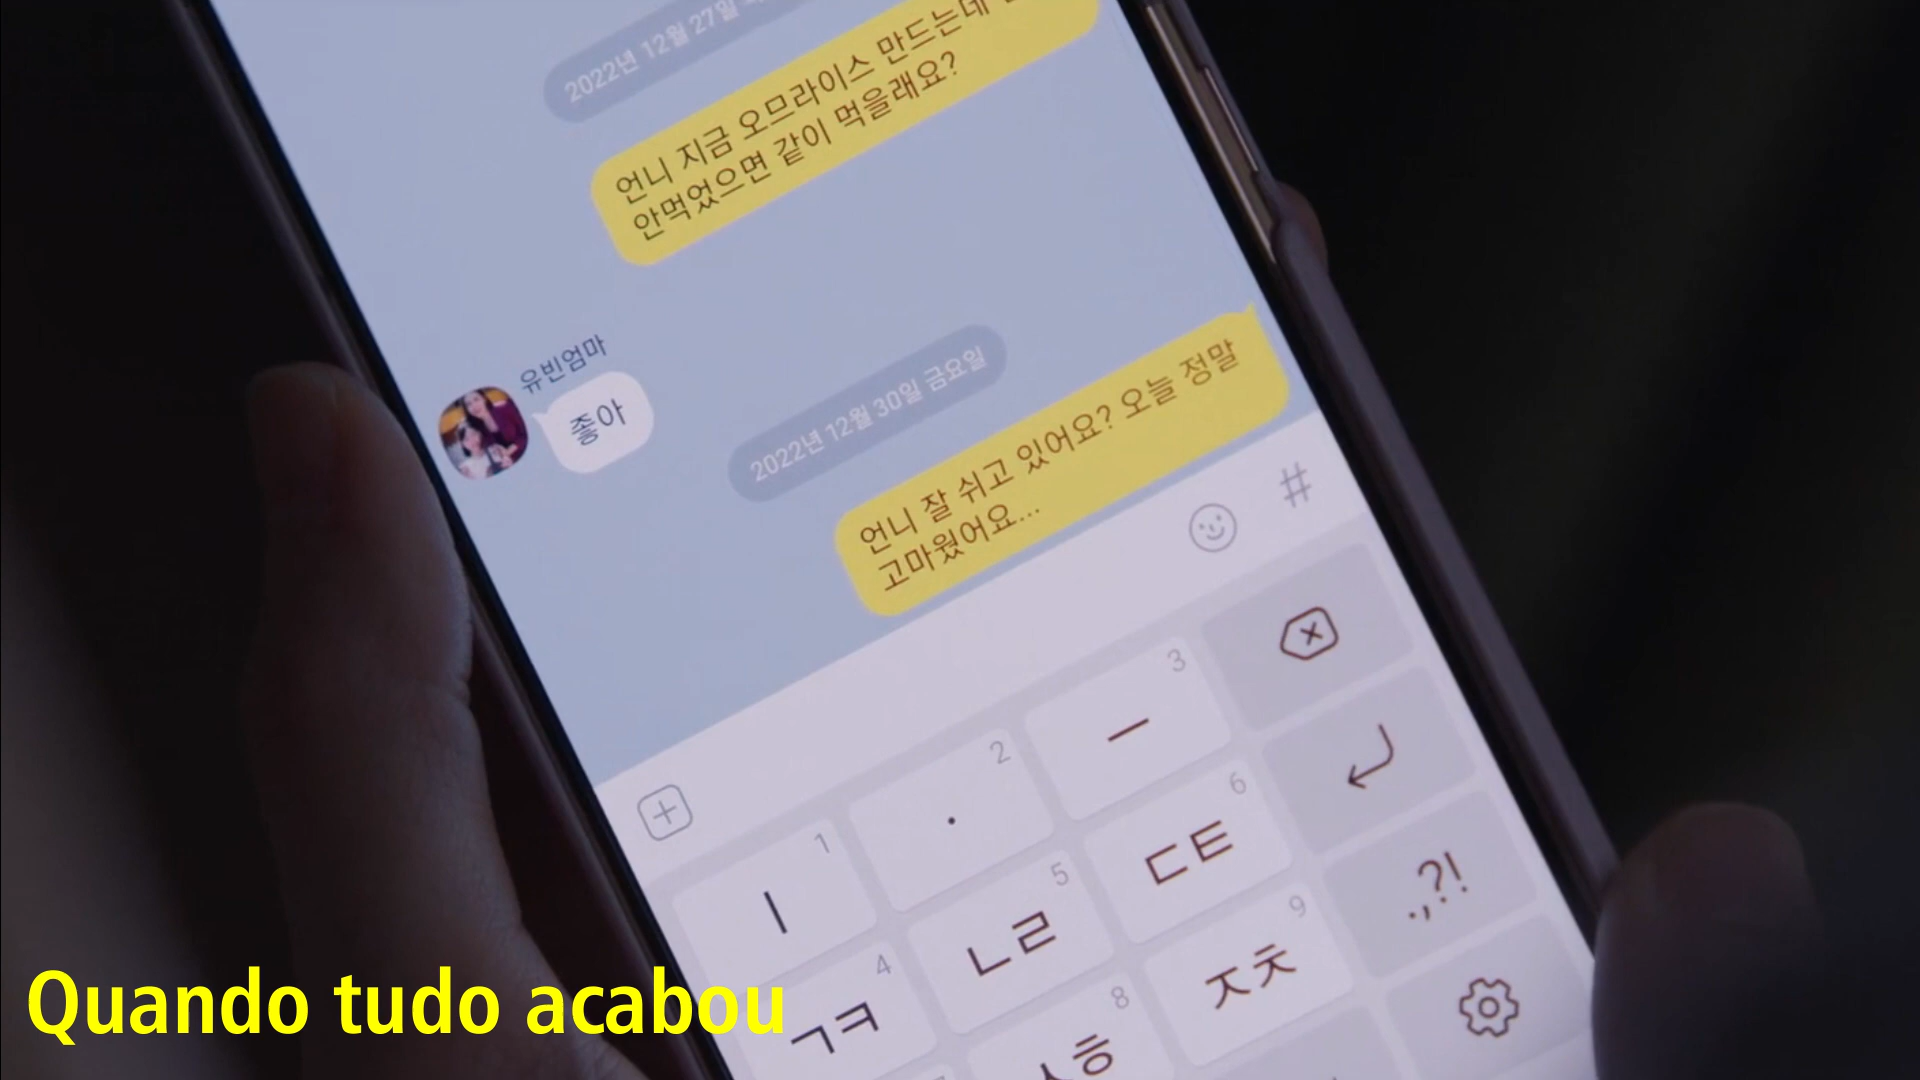 2022년 12월 27일
언니 지금 오므라이스 만드는데
안먹었으면 같이 먹을래요?
유빈엄마
좋아
2022년 12월 30일 금요일
언니 잘 쉬고 있어요? 오늘 정말
고마웠어요...
#
1 2 3
ㅣ · ㅡ
4 5 6
ㄱㅋ ㄴㄹ ㄷㅌ
.,?!
8 9
ㅅㅎ ㅈㅊ
Quando tudo acabou